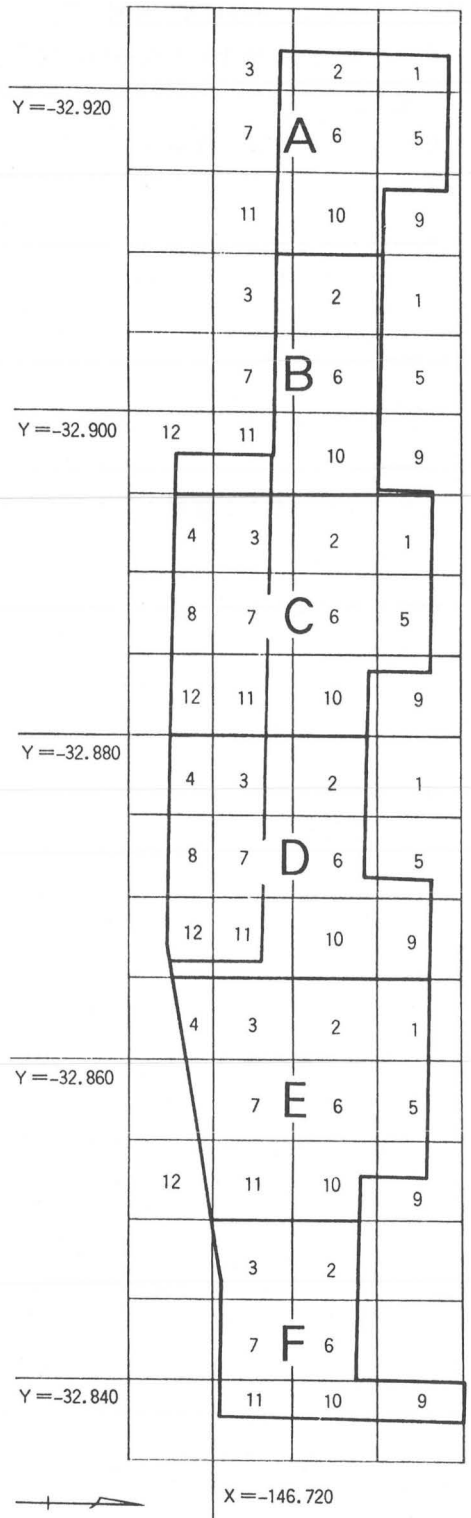 3 2 1
Y=-32.920
7 A 6 5
11 10 9
3 2 1
7 B 6 5
Y=-32.900
12 11 10 9
4 3 2 1
8 7 C 6 5
12 11 10 9
Y=-32.880
4 3 2 1
8 7 D 6 5
12 11 10 9
4 3 2 1
Y=-32.860
7 E 6 5
12 11 10 9
3 2
7 F 6
Y=-32.840
11 10 9
X=-146.720